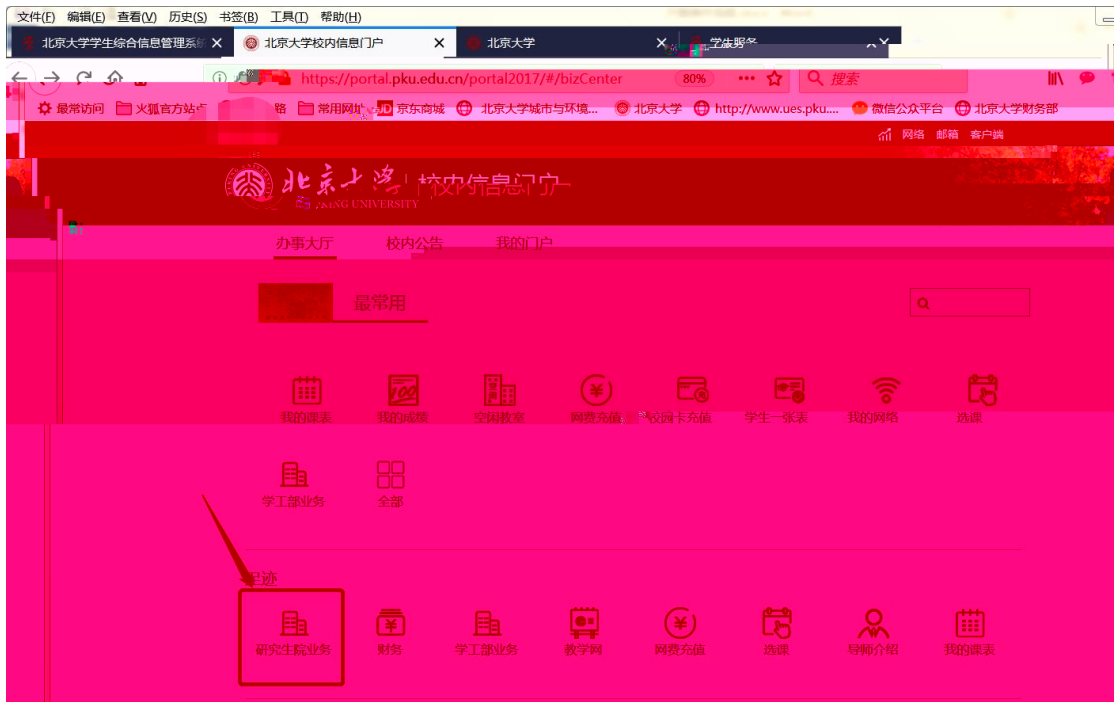 文件(F) 编辑(E) 查看(V) 历史(S) 书签(B) 工具(T) 帮助(H)
北京大学学生综合信息管理系统 北京大学校内信息门户 北京大学 学生服务
https://portal.pku.edu.cn/portal2017/#/bizCenter 80% 搜索
最常访问 火狐官方站点 常用网址 京东商城 北京大学城市与环境... 北京大学 http://www.ues.pku.... 微信公众平台 北京大学财务部
网络 邮箱 客户端
北京大学 校内信息门户
UNIVERSITY
办事大厅 校内公告 我的门户
最常用
我的课表 我的成绩 空闲教室 网费充值 校园卡充值 学生一张表 我的网络 选课
学工部业务 全部
足迹
研究生院业务 财务 学工部业务 教学网 网费充值 选课 导师介绍 我的课表